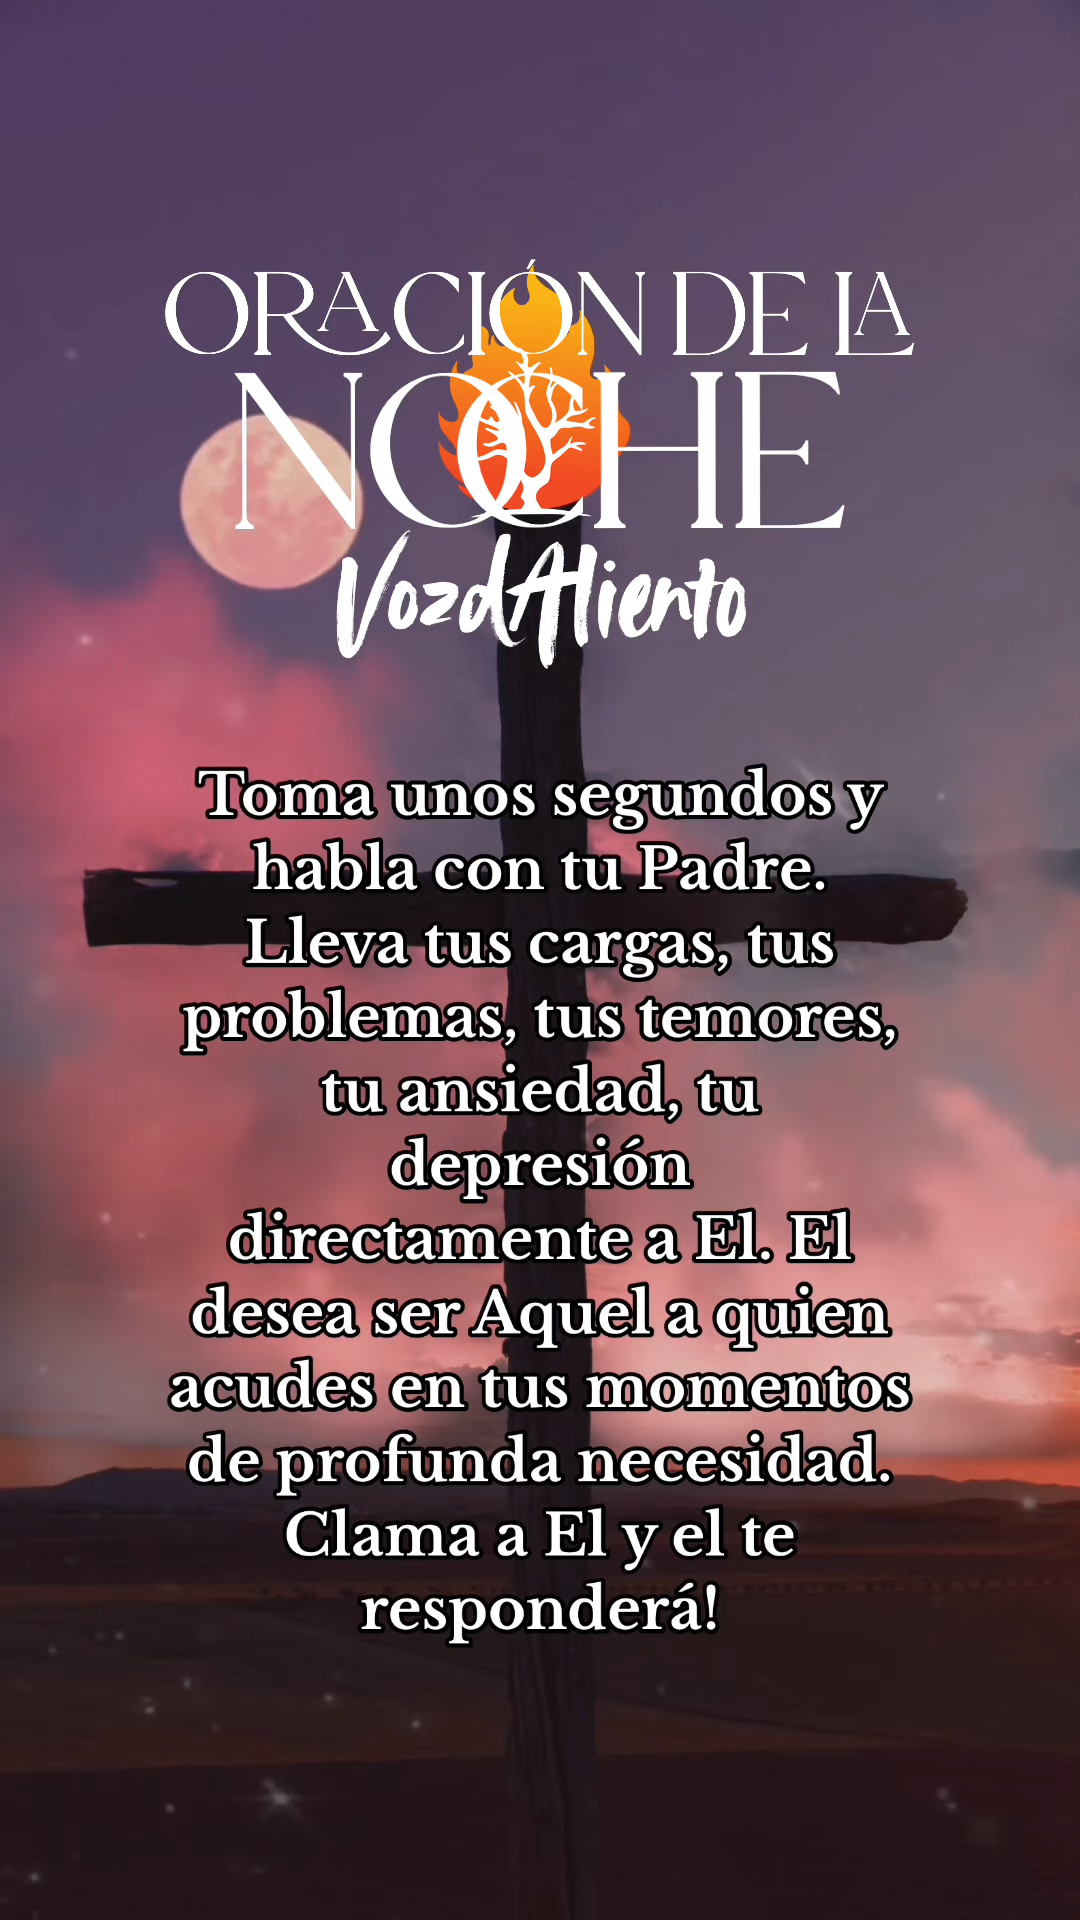 ORACIÓN DE LA
NOCHE
VozdAliento
Toma unos segundos y
habla con tu Padre.
Lleva tus cargas, tus
problemas, tus temores,
tu ansiedad, tu
depresión
directamente a El. El
desea ser Aquel a quien
acudes en tus momentos
de profunda necesidad.
Clama a El y el te
responderá!